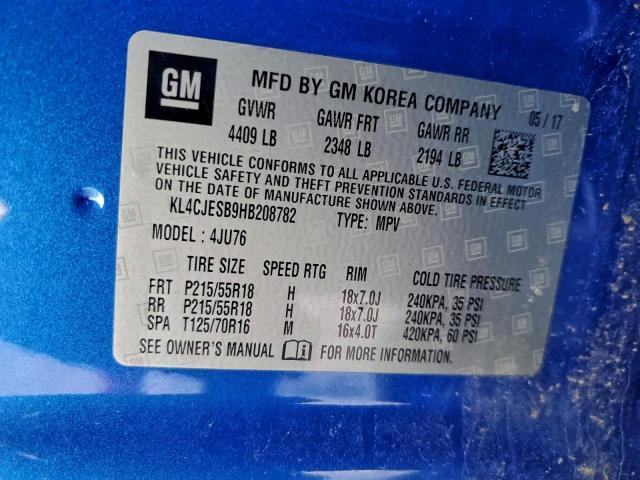 GM
MFD BY GM KOREA COMPANY 05 / 17
GVWR GAWR FRT GAWR RR
4409 LB 2348 LB 2194 LB
THIS VEHICLE CONFORMS TO ALL APPLICABLE U.S. FEDERAL MOTOR
VEHICLE SAFETY AND THEFT PREVENTION STANDARDS IN EFFECT
ON THE DATE OF MANUFACTURE SHOWN ABOVE.
KL4CJESB9HB208782 TYPE: MPV
MODEL : 4JU76
TIRE SIZE SPEED RTG RIM COLD TIRE PRESSURE
FRT P215/55R18 H 18x7.0J 240KPA, 35 PSI
RR P215/55R18 H 18x7.0J 240KPA, 35 PSI
SPA T125/70R16 M 16x4.0T 420KPA, 60 PSI
SEE OWNER'S MANUAL FOR MORE INFORMATION.